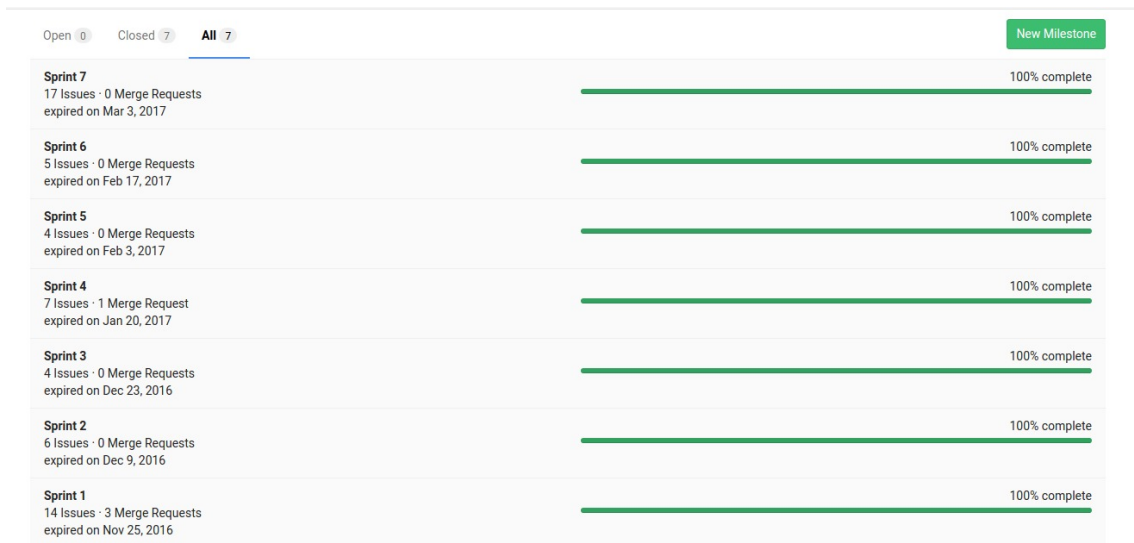 Open 0 Closed 7 All 7 New Milestone
Sprint 7 100% complete
17 Issues · 0 Merge Requests
expired on Mar 3, 2017
Sprint 6 100% complete
5 Issues · 0 Merge Requests
expired on Feb 17, 2017
Sprint 5 100% complete
4 Issues · 0 Merge Requests
expired on Feb 3, 2017
Sprint 4 100% complete
7 Issues · 1 Merge Request
expired on Jan 20, 2017
Sprint 3 100% complete
4 Issues · 0 Merge Requests
expired on Dec 23, 2016
Sprint 2 100% complete
6 Issues · 0 Merge Requests
expired on Dec 9, 2016
Sprint 1 100% complete
14 Issues · 3 Merge Requests
expired on Nov 25, 2016